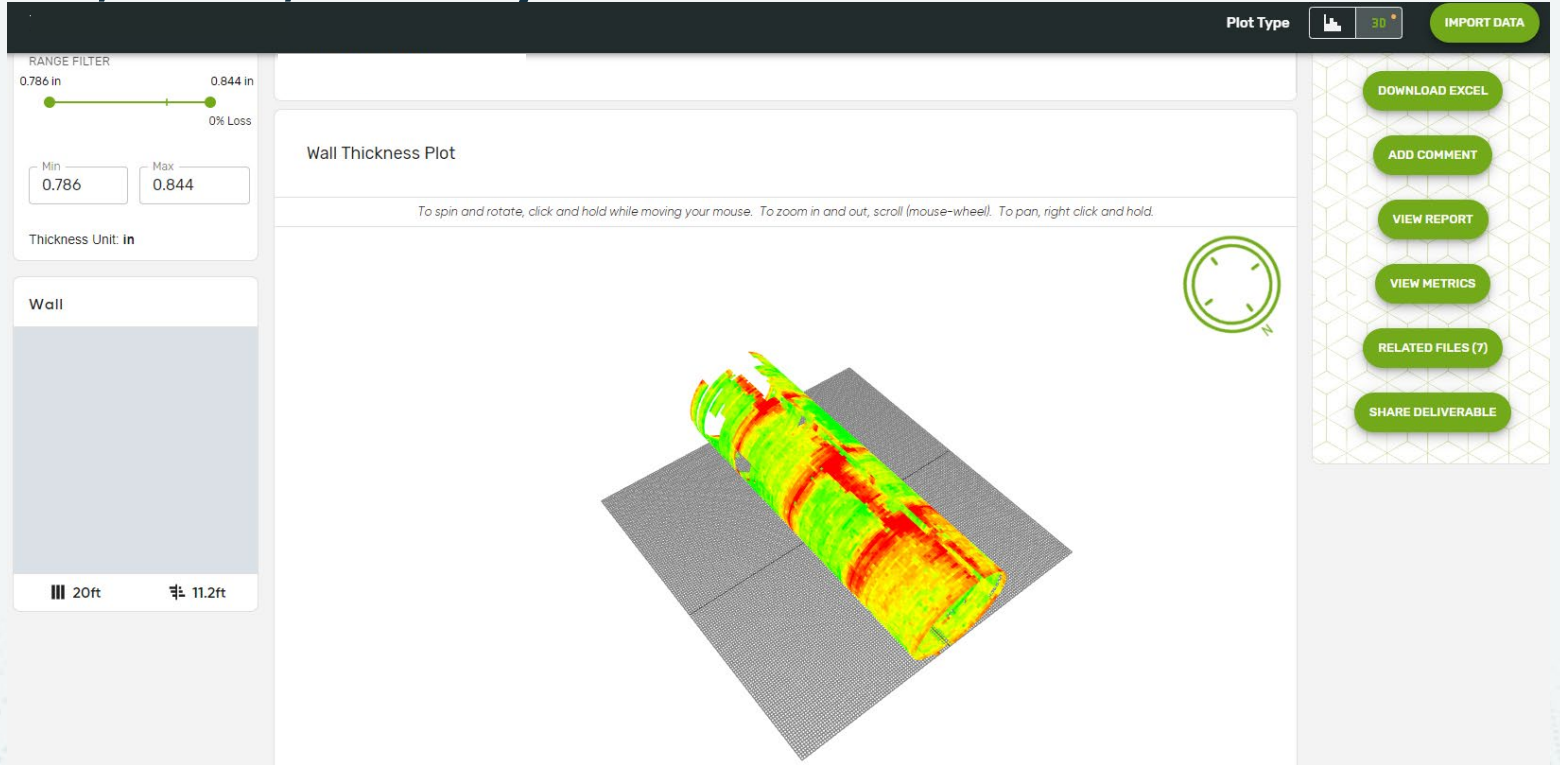 Plot Type
3D
IMPORT DATA
RANGE FILTER
0.786 in 0.844 in
0% Loss
Min Max
0.786 0.844
Thickness Unit: in
Wall
20ft 11.2ft
Wall Thickness Plot
To spin and rotate, click and hold while moving your mouse. To zoom in and out, scroll (mouse-wheel). To pan, right click and hold.
N
DOWNLOAD EXCEL
ADD COMMENT
VIEW REPORT
VIEW METRICS
RELATED FILES (7)
SHARE DELIVERABLE